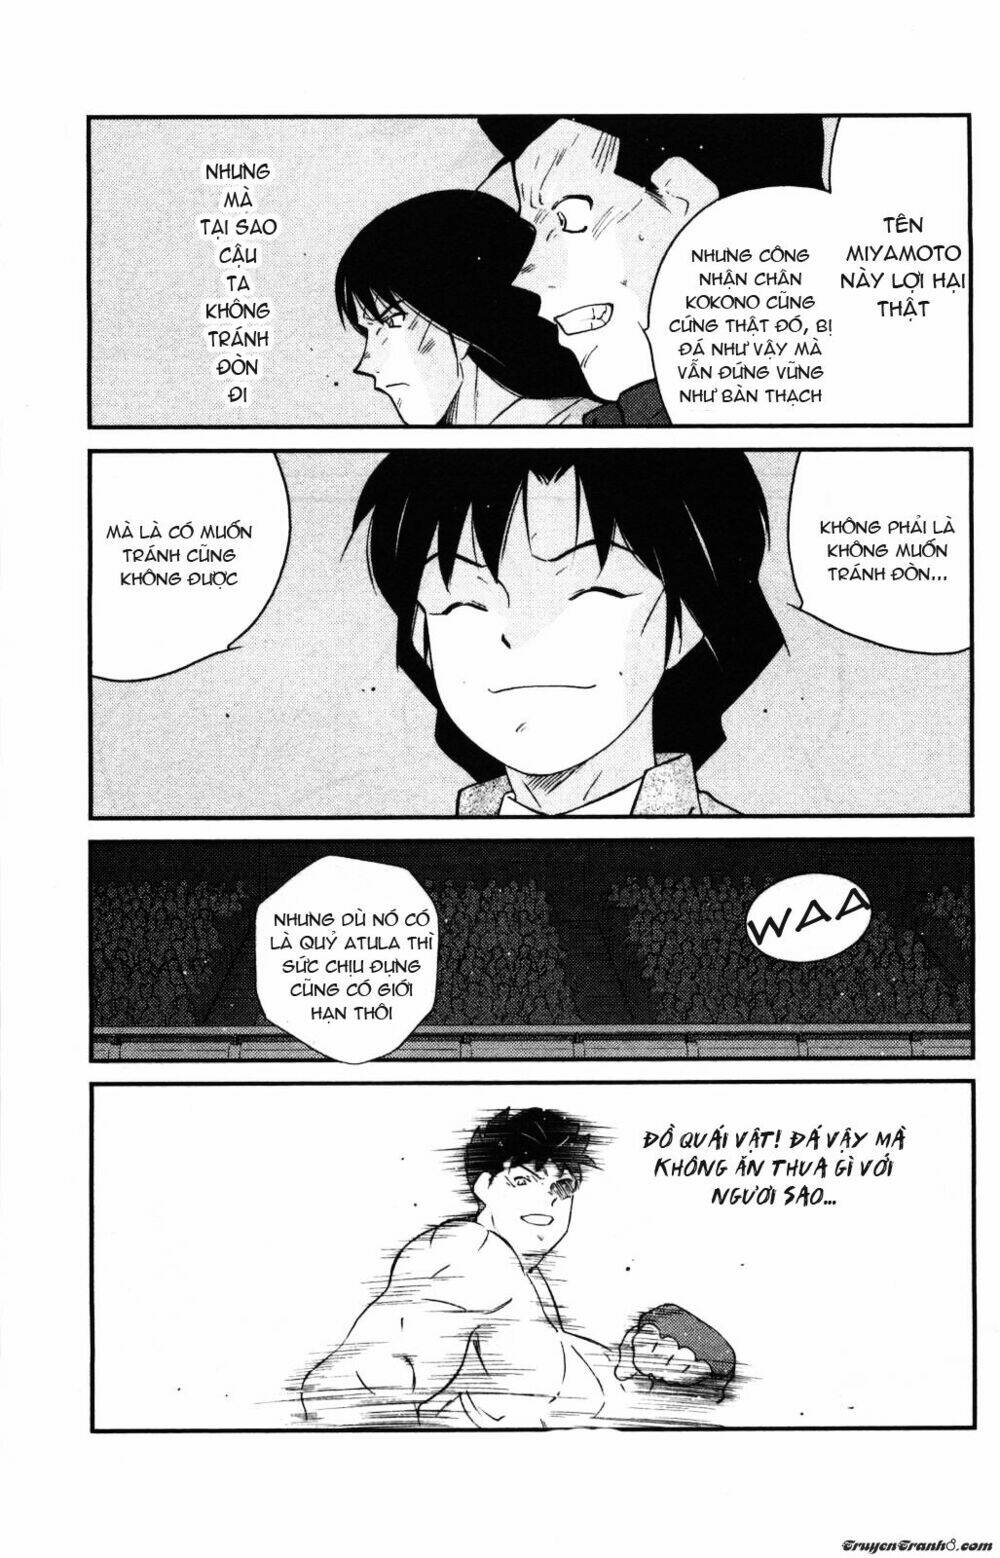 TÊN
MIYAMOTO
NÀY LỢI HẠI
THẬT
NHƯNG CÔNG
NHẬN CHÂN
KOKONO CŨNG
CỨNG THẬT ĐÓ, BỊ
ĐÁ NHƯ VẬY MÀ
VẪN ĐỨNG VỮNG
NHƯ BÀN THẠCH
NHƯNG
MÀ
TẠI SAO
CẬU
TA
KHÔNG
TRÁNH
ĐÒN
ĐI
KHÔNG PHẢI LÀ
KHÔNG MUỐN
TRÁNH ĐÒN...
MÀ LÀ CÓ MUỐN
TRÁNH CŨNG
KHÔNG ĐƯỢC
WAA
NHƯNG DÙ NÓ CÓ
LÀ QUỶ ATULA THÌ
SỨC CHỊU ĐỰNG
CŨNG CÓ GIỚI
HẠN THÔI
ĐỒ QUÁI VẬT! ĐÁ VẬY MÀ
KHÔNG ĂN THUA GÌ VỚI
NGƯƠI SAO...
TruyenTranh8.com